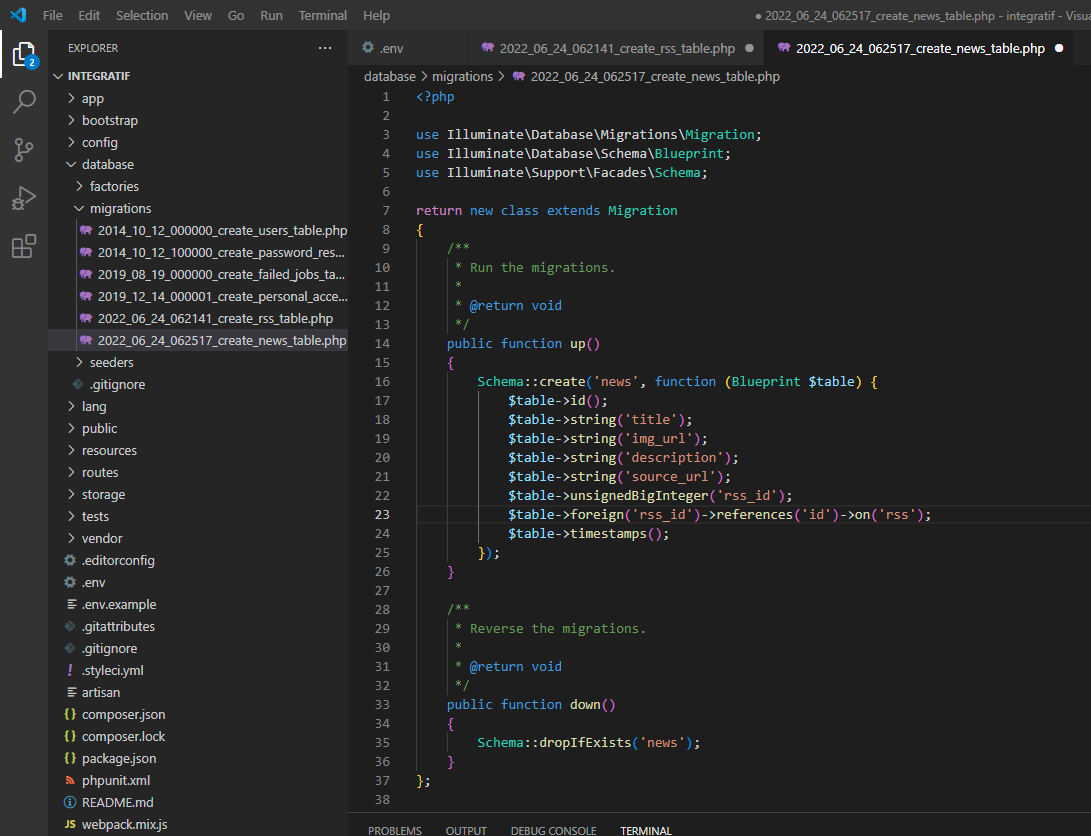 File Edit Selection View Go Run Terminal Help ● 2022_06_24_062517_create_news_table.php - integratif - Visua
EXPLORER ...
.env 2022_06_24_062141_create_rss_table.php 2022_06_24_062517_create_news_table.php
database > migrations > 2022_06_24_062517_create_news_table.php
2
INTEGRATIF
app
bootstrap
config
database
factories
migrations
2014_10_12_000000_create_users_table.php
2014_10_12_100000_create_password_res...
2019_08_19_000000_create_failed_jobs_ta...
2019_12_14_000001_create_personal_acce...
2022_06_24_062141_create_rss_table.php
2022_06_24_062517_create_news_table.php
seeders
.gitignore
lang
public
resources
routes
storage
tests
vendor
.editorconfig
.env
.env.example
.gitattributes
.gitignore
.styleci.yml
artisan
composer.json
composer.lock
package.json
phpunit.xml
README.md
JS webpack.mix.js
1 <?php
2
3 use Illuminate\Database\Migrations\Migration;
4 use Illuminate\Database\Schema\Blueprint;
5 use Illuminate\Support\Facades\Schema;
6
7 return new class extends Migration
8 {
9 /**
10 * Run the migrations.
11 *
12 * @return void
13 */
14 public function up()
15 {
16 Schema::create('news', function (Blueprint $table) {
17 $table->id();
18 $table->string('title');
19 $table->string('img_url');
20 $table->string('description');
21 $table->string('source_url');
22 $table->unsignedBigInteger('rss_id');
23 $table->foreign('rss_id')->references('id')->on('rss');
24 $table->timestamps();
25 });
26 }
27
28 /**
29 * Reverse the migrations.
30 *
31 * @return void
32 */
33 public function down()
34 {
35 Schema::dropIfExists('news');
36 }
37 };
38
PROBLEMS OUTPUT DEBUG CONSOLE TERMINAL